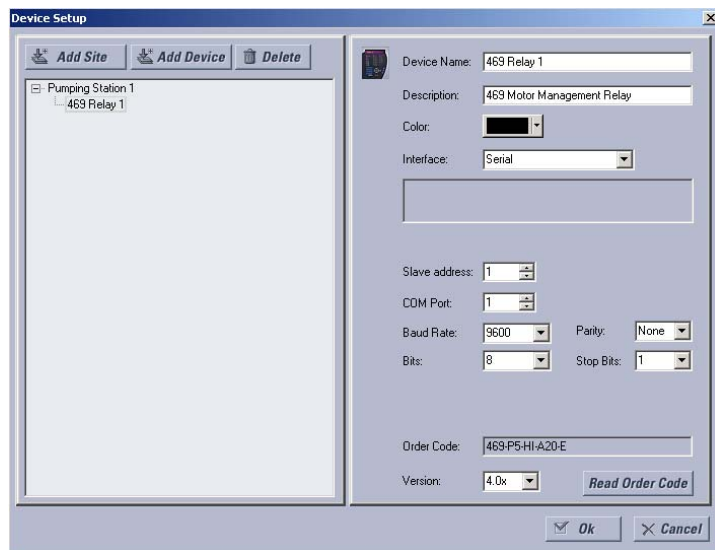 Device Setup
Add Site Add Device Delete
Pumping Station 1
469 Relay 1
Device Name: 469 Relay 1
Description: 469 Motor Management Relay
Color:
Interface: Serial
Slave address: 1
COM Port: 1
Baud Rate: 9600 Parity: None
Bits: 8 Stop Bits: 1
Order Code: 469-P5-HI-A20-E
Version: 4.0x Read Order Code
Ok Cancel